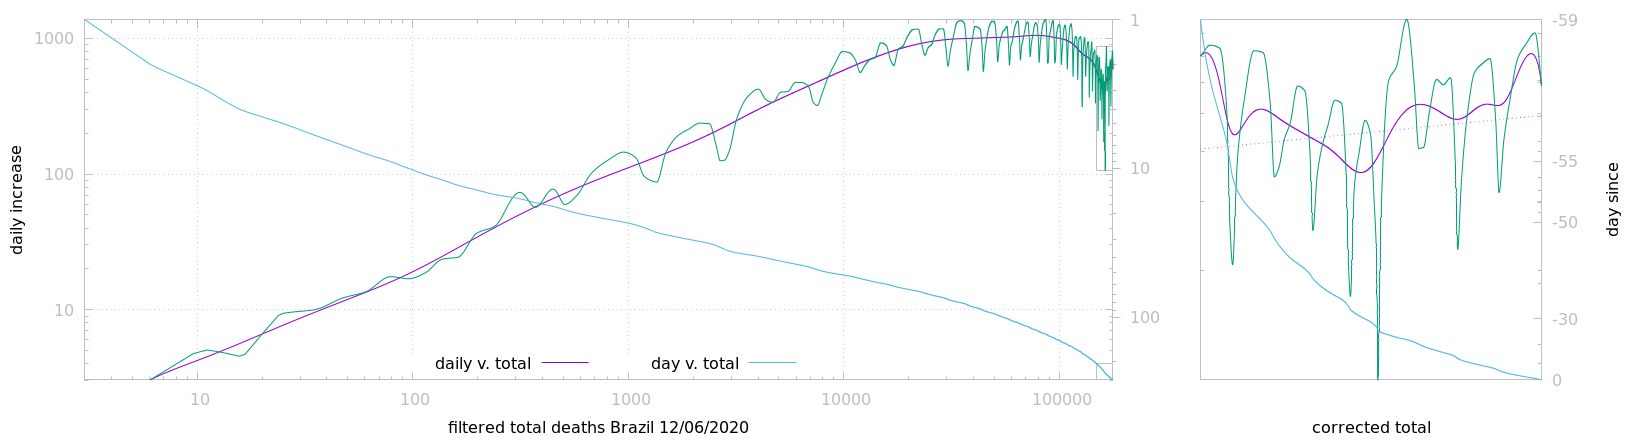 daily increase
1000
100
10
10
100
1000
10000
100000
1
10
100
daily v. total
day v. total
filtered total deaths Brazil 12/06/2020
-59
-55
-50
-30
0
day since
corrected total